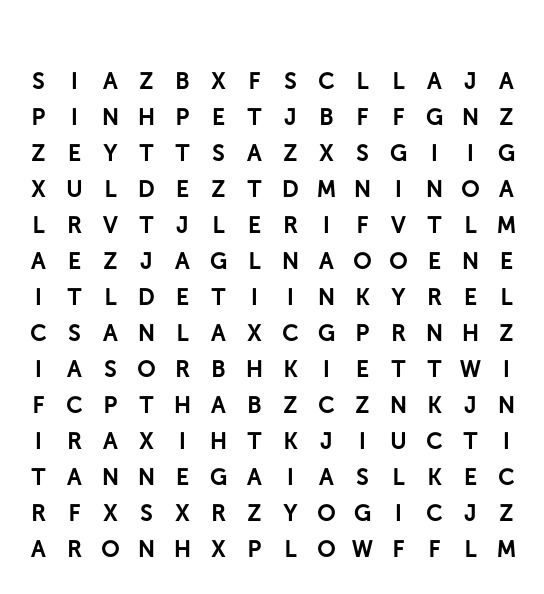 S I A Z B X F S C L L A J A
P I N H P E T J B F F G N Z
Z E Y T T S A Z X S G I I G
X U L D E Z T D M N I N O A
L R V T J L E R I F V T L M
A E Z J A G L N A O O E N E
I T L D E T I I N K Y R E L
C S A N L A X C G P R N H Z
I A S O R B H K I E T T W I
F C P T H A B Z C Z N K J N
I R A X I H T K J I U C T I
T A N N E G A I A S L K E C
R F X S X R Z Y O G I C J Z
A R O N H X P L O W F F L M